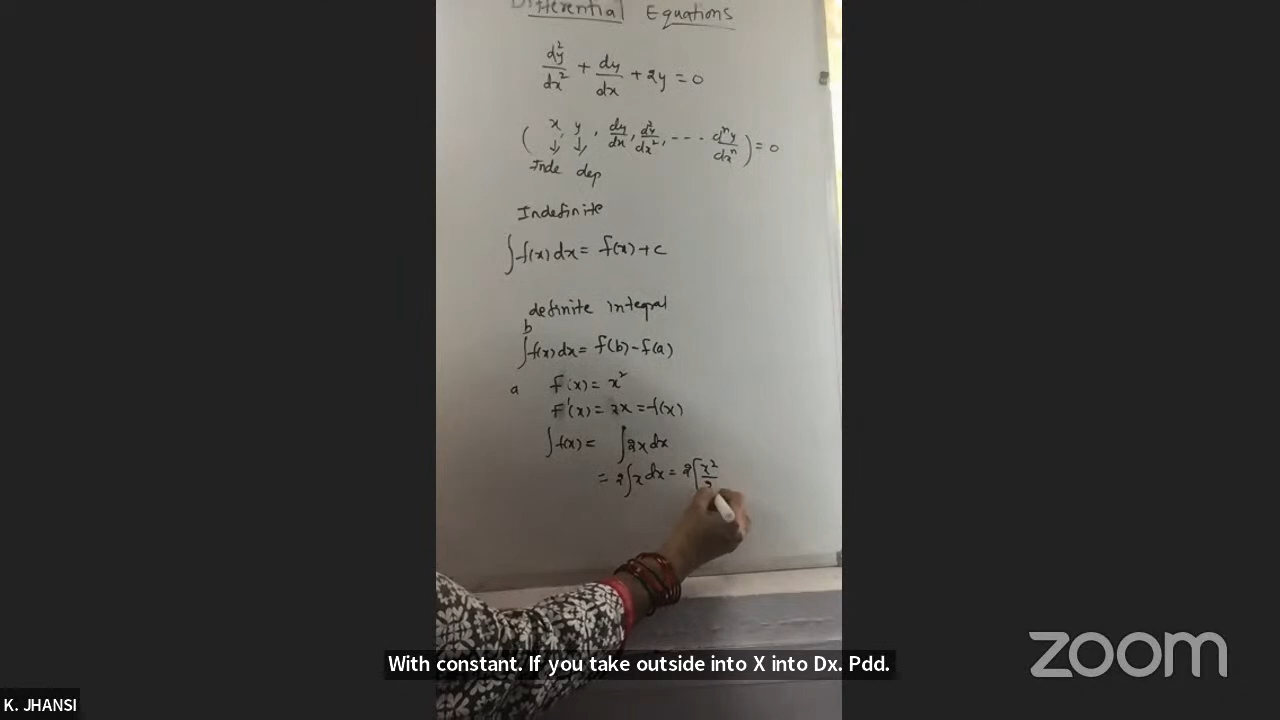 Differential Equations
d²y/dx² + dy/dx + 2y = 0
( x, y, dy/dx, d²y/dx², --- dⁿy/dxⁿ ) = 0
↓ ↓
Inde dep
Indefinite
∫f(x) dx = f(x) + c
definite integral
b
∫f(x) dx = f(b) - f(a)
a
f(x) = x²
F'(x) = 2x = f(x)
∫f(x) = ∫2x dx
= 2∫x dx = 2[x²/2
With constant. If you take outside into X into Dx. Pdd.
zoom
K. JHANSI